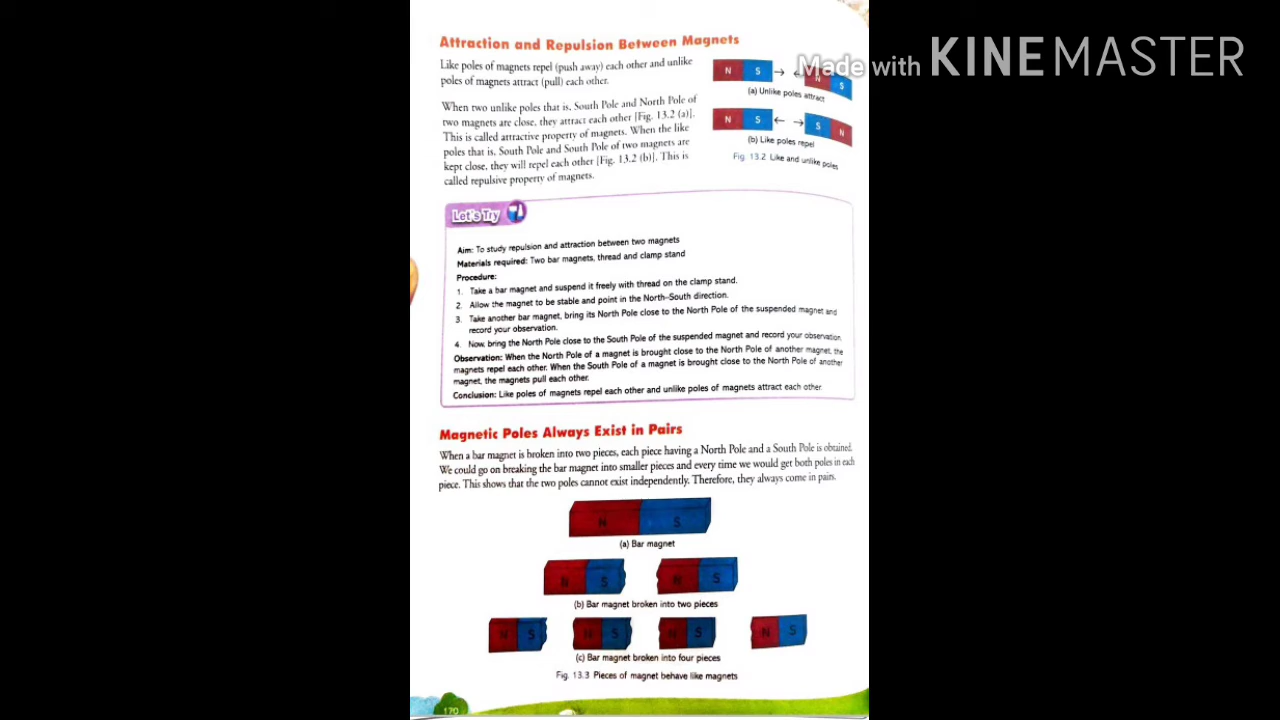 Attraction and Repulsion Between Magnets
Like poles of magnets repel (push away) each other and unlike
poles of magnets attract (pull) each other.
When two unlike poles that is, South Pole and North Pole of
two magnets are close, they attract each other [Fig. 13.2 (a)].
This is called attractive property of magnets. When the like
poles that is, South Pole and South Pole of two magnets are
kept close, they will repel each other [Fig. 13.2 (b)]. This is
called repulsive property of magnets.
Made with KINEMASTER
N S → ← N S
(a) Unlike poles attract
N S ← → S N
(b) Like poles repel
Fig. 13.2 Like and unlike poles
Let's Try
Aim: To study repulsion and attraction between two magnets
Materials required: Two bar magnets, thread and clamp stand
Procedure:
1. Take a bar magnet and suspend it freely with thread on the clamp stand.
2. Allow the magnet to be stable and point in the North–South direction.
3. Take another bar magnet, bring its North Pole close to the North Pole of the suspended magnet and
record your observation.
4. Now, bring the North Pole close to the South Pole of the suspended magnet and record your observation.
Observation: When the North Pole of a magnet is brought close to the North Pole of another magnet, the
magnets repel each other. When the South Pole of a magnet is brought close to the North Pole of another
magnet, the magnets pull each other.
Conclusion: Like poles of magnets repel each other and unlike poles of magnets attract each other.
Magnetic Poles Always Exist in Pairs
When a bar magnet is broken into two pieces, each piece having a North Pole and a South Pole is obtained.
We could go on breaking the bar magnet into smaller pieces and every time we would get both poles in each
piece. This shows that the two poles cannot exist independently. Therefore, they always come in pairs.
N S
(a) Bar magnet
N S N S
(b) Bar magnet broken into two pieces
N S N S N S N S
(c) Bar magnet broken into four pieces
Fig. 13.3 Pieces of magnet behave like magnets
170